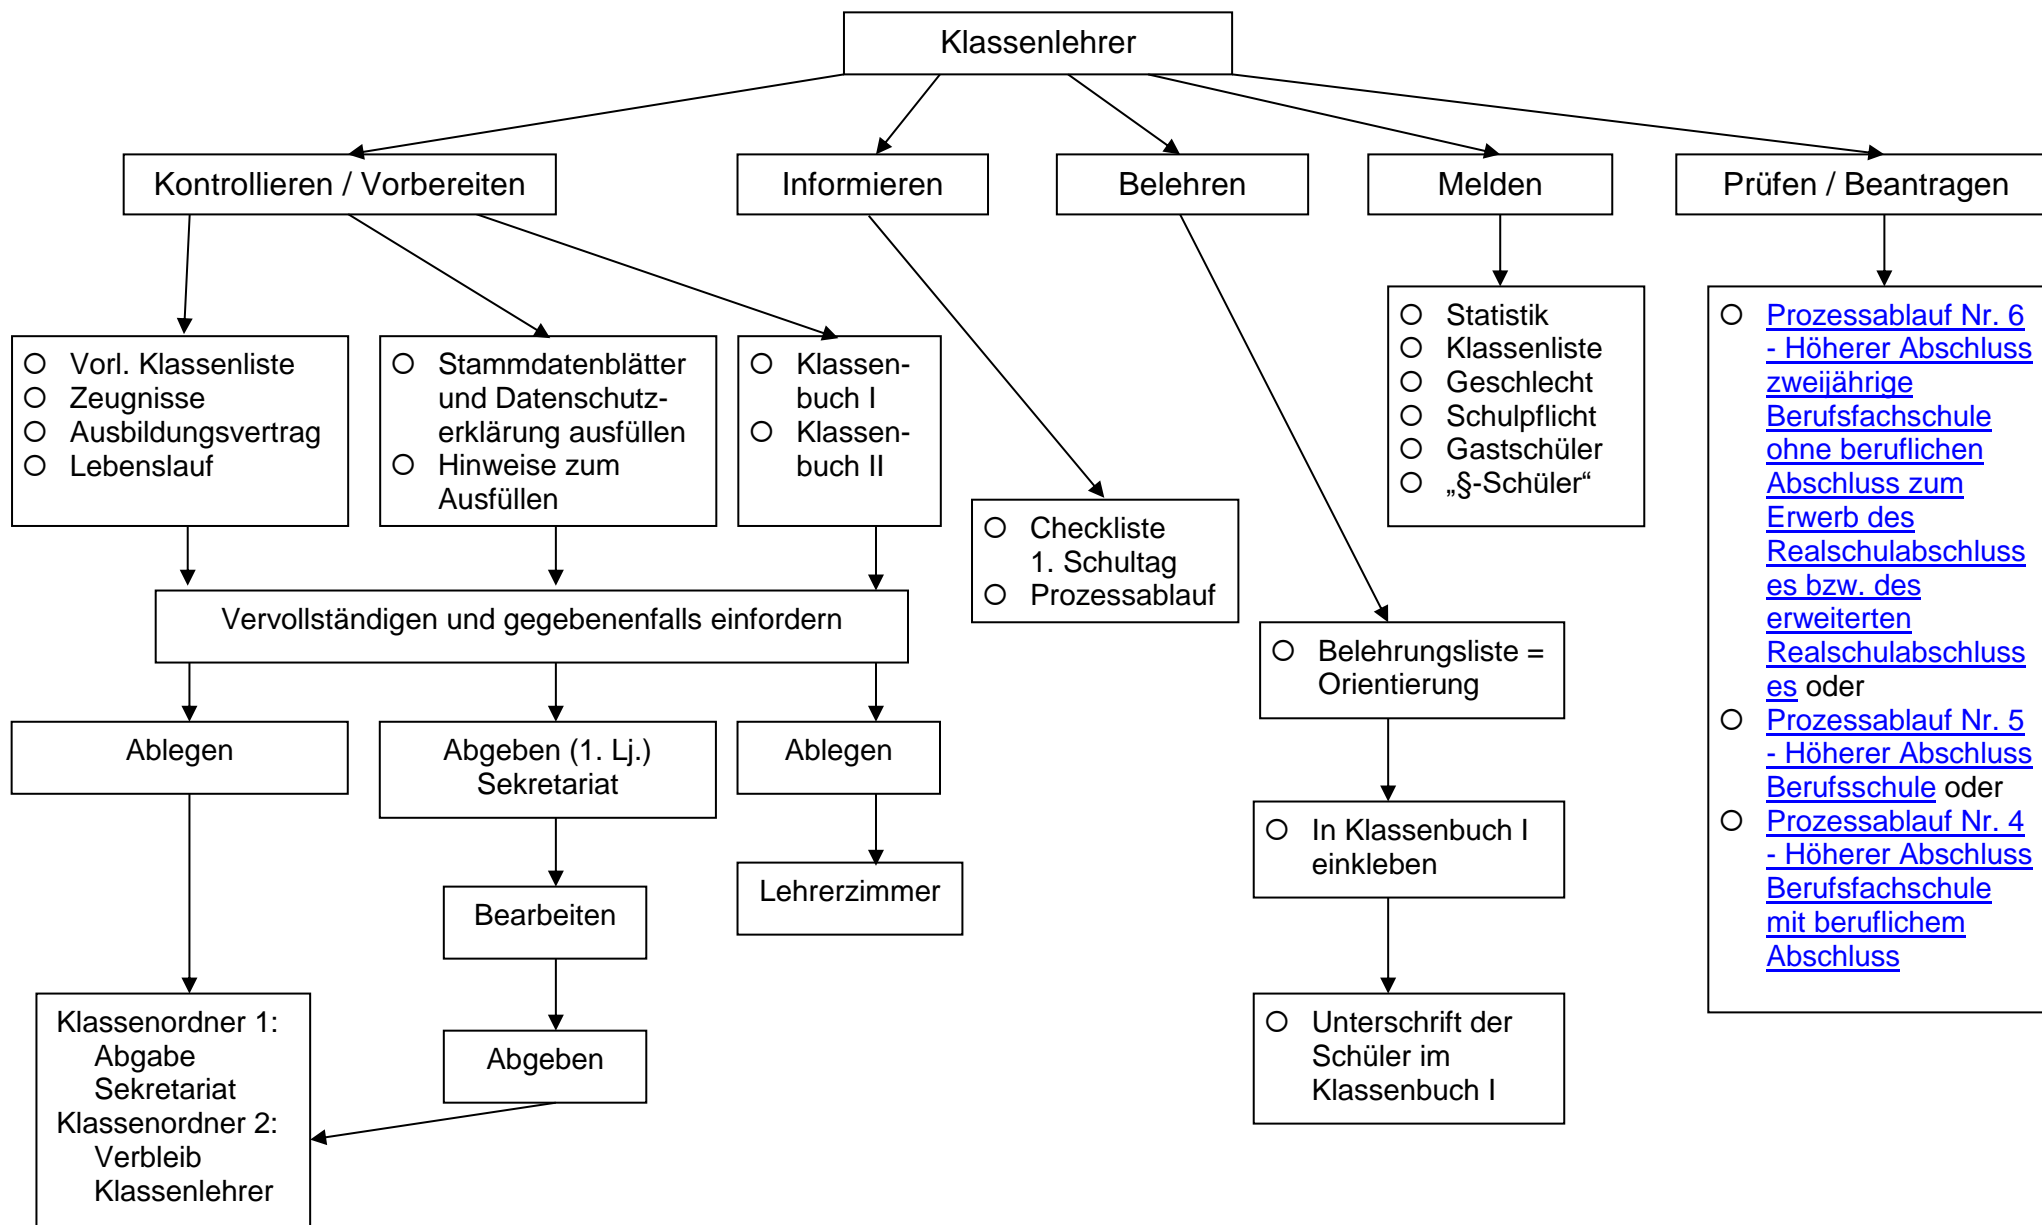 Klassenlehrer
Kontrollieren / Vorbereiten
Informieren
Belehren
Melden
Prüfen / Beantragen
Vorl. Klassenliste
Zeugnisse
Ausbildungsvertrag
Lebenslauf
Stammdatenblätter
und Datenschutz-
erklärung ausfüllen
Hinweise zum
Ausfüllen
Klassen-
buch I
Klassen-
buch II
Checkliste
1. Schultag
Prozessablauf
Statistik
Klassenliste
Geschlecht
Schulpflicht
Gastschüler
„§-Schüler“
Prozessablauf Nr. 6
- Höherer Abschluss
zweijährige
Berufsfachschule
ohne beruflichen
Abschluss zum
Erwerb des
Realschulabschluss
es bzw. des
erweiterten
Realschulabschluss
es oder
Prozessablauf Nr. 5
- Höherer Abschluss
Berufsschule oder
Prozessablauf Nr. 4
- Höherer Abschluss
Berufsfachschule
mit beruflichem
Abschluss
Vervollständigen und gegebenenfalls einfordern
Belehrungsliste =
Orientierung
Ablegen
Abgeben (1. Lj.)
Sekretariat
Ablegen
In Klassenbuch I
einkleben
Bearbeiten
Lehrerzimmer
Klassenordner 1:
Abgabe
Sekretariat
Klassenordner 2:
Verbleib
Klassenlehrer
Abgeben
Unterschrift der
Schüler im
Klassenbuch I